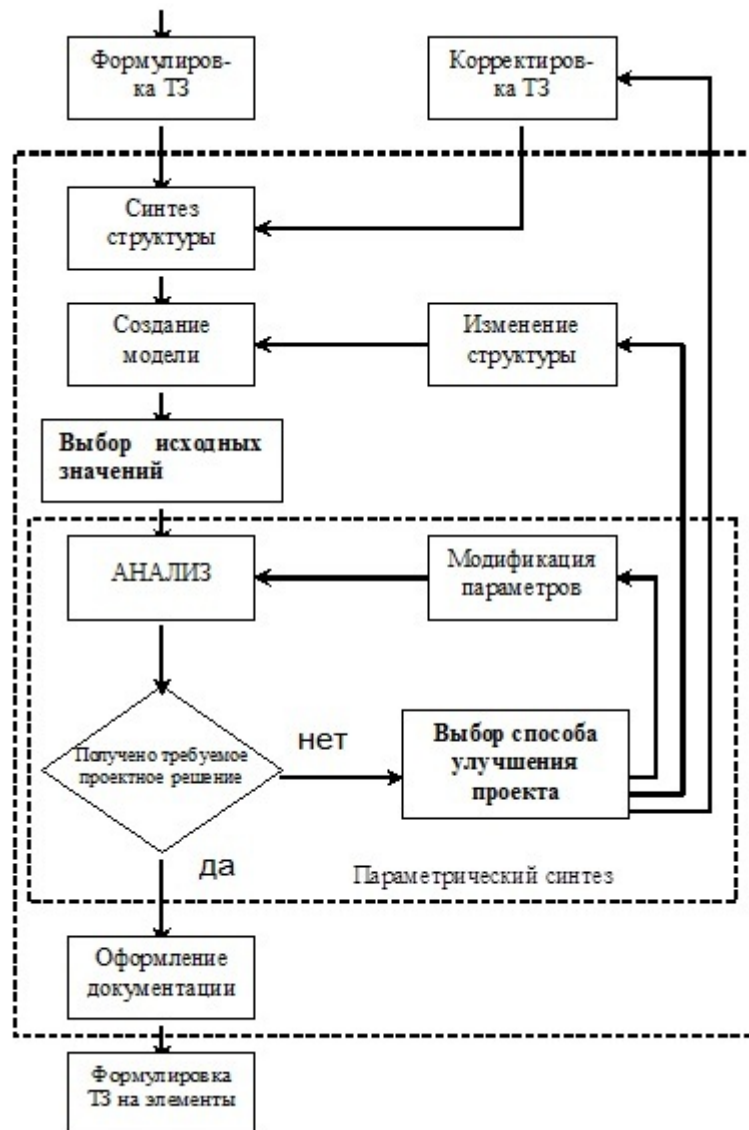 Формулиров-
ка ТЗ
Корректиров-
ка ТЗ
Синтез
структуры
Создание
модели
Изменение
структуры
Выбор исходных
значений
АНАЛИЗ
Модификация
параметров
Получено требуемое
проектное решение
нет
Выбор способа
улучшения
проекта
да
Параметрический синтез
Оформление
документации
Формулировка
ТЗ на элементы